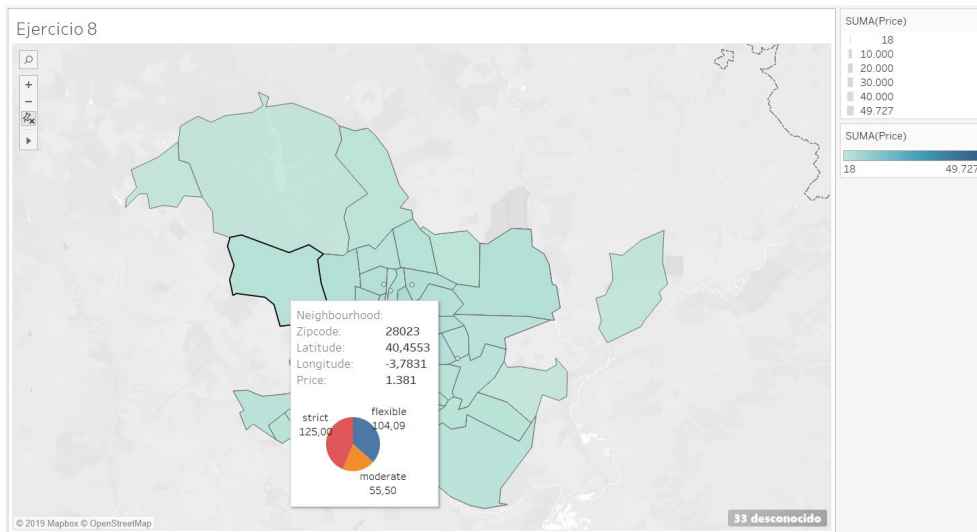 Ejercicio 8
+
−
Neighbourhood:
Zipcode: 28023
Latitude: 40,4553
Longitude: -3,7831
Price: 1.381
strict
125,00
flexible
104,09
moderate
55,50
© 2019 Mapbox © OpenStreetMap
33 desconocido
SUMA(Price)
18
10.000
20.000
30.000
40.000
49.727
SUMA(Price)
18 49.727